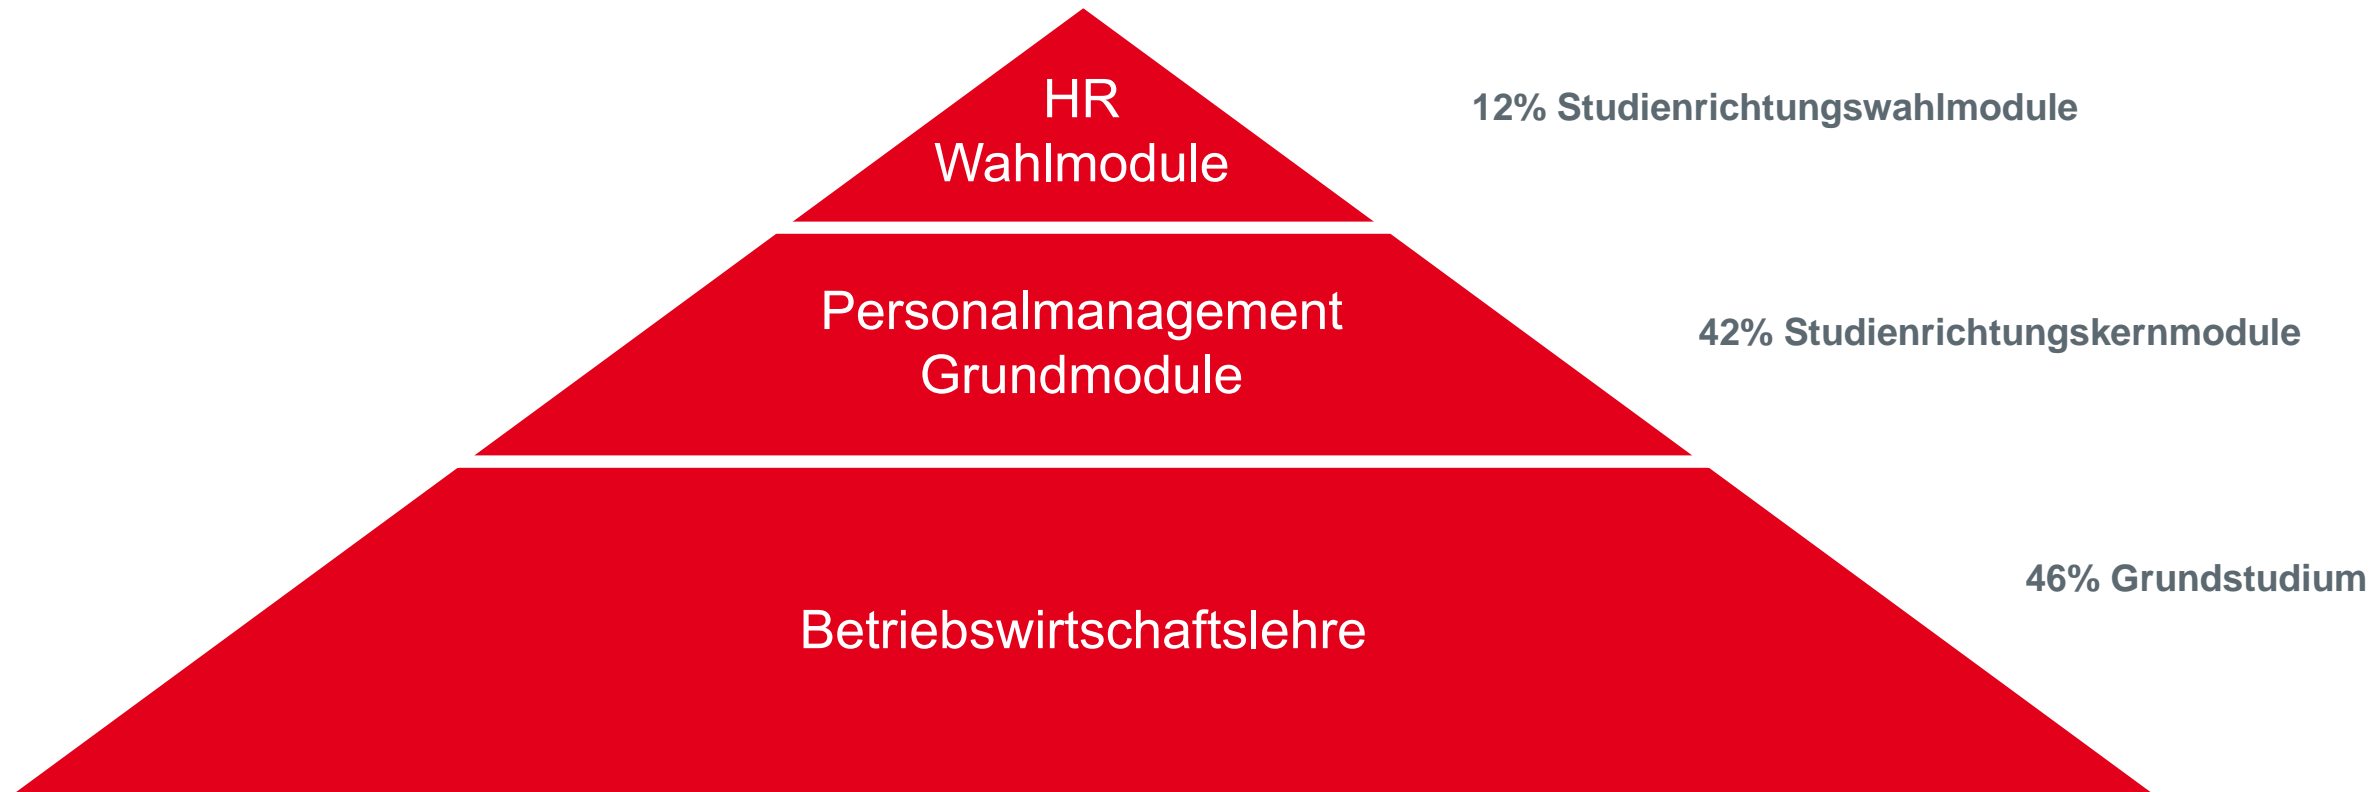 HR
Wahlmodule
12% Studienrichtungswahlmodule
Personalmanagement
Grundmodule
42% Studienrichtungskernmodule
Betriebswirtschaftslehre
46% Grundstudium